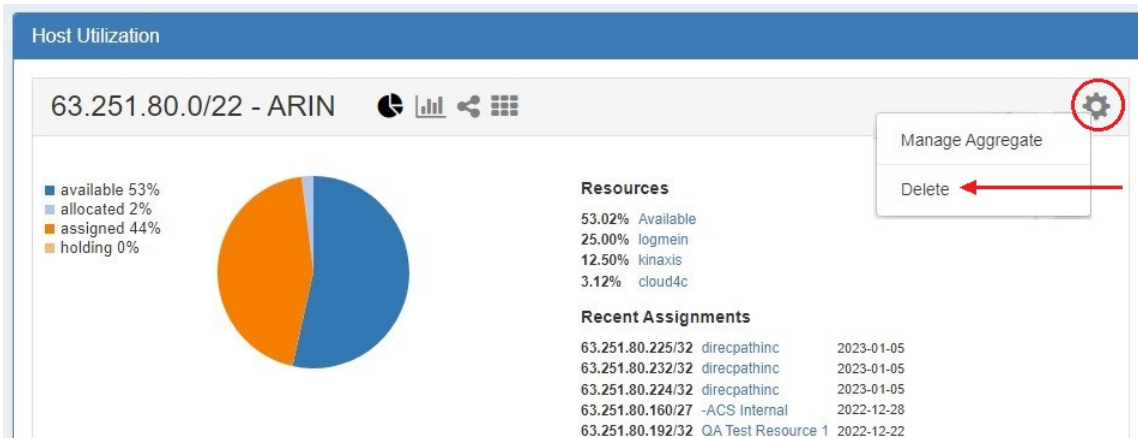 Host Utilization
63.251.80.0/22 - ARIN
Manage Aggregate
Delete
available 53%
allocated 2%
assigned 44%
holding 0%
Resources
53.02% Available
25.00% logmein
12.50% kinaxis
3.12% cloud4c
Recent Assignments
63.251.80.225/32 direcpathinc 2023-01-05
63.251.80.232/32 direcpathinc 2023-01-05
63.251.80.224/32 direcpathinc 2023-01-05
63.251.80.160/27 -ACS Internal 2022-12-28
63.251.80.192/32 QA Test Resource 1 2022-12-22